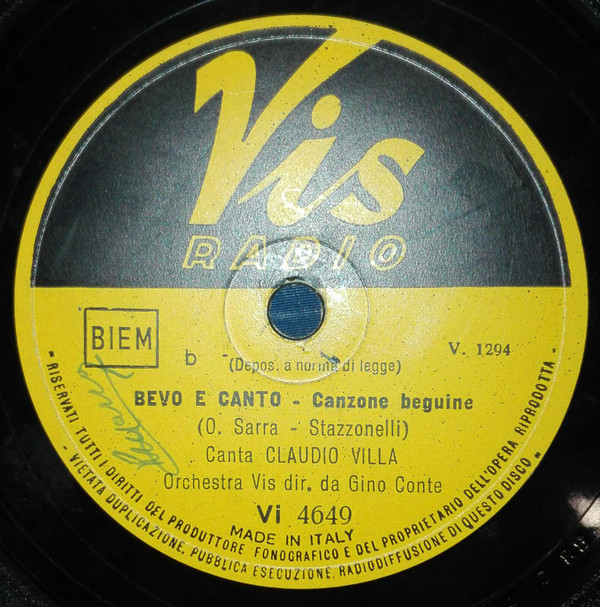 Vis
RADIO
BIEM
b
(Depos. a norma di legge)
V. 1294
BEVO E CANTO - Canzone beguine
(O. Sarra - Stazzonelli)
Canta CLAUDIO VILLA
Orchestra Vis dir. da Gino Conte
Vi 4649
MADE IN ITALY
- RISERVATI TUTTI I DIRITTI DEL PRODUTTORE FONOGRAFICO E DEL PROPRIETARIO DELL'OPERA RIPRODOTTA -
- VIETATA DUPLICAZIONE, PUBBLICA ESECUZIONE, RADIODIFFUSIONE DI QUESTO DISCO -